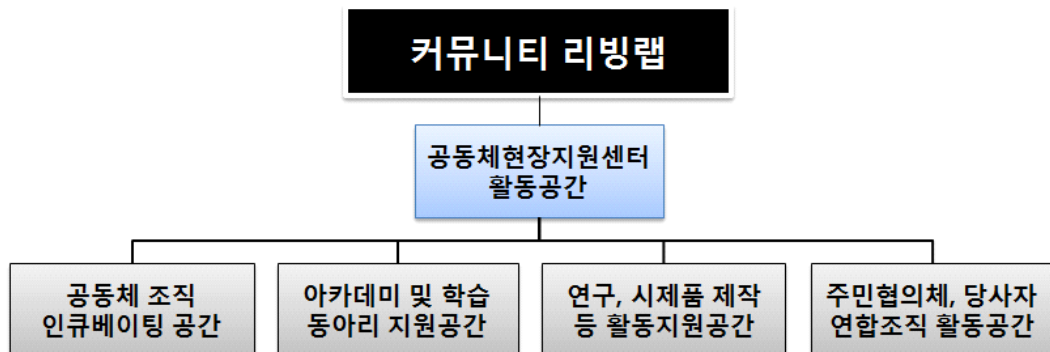 커뮤니티 리빙랩
공동체현장지원센터
활동공간
공동체 조직
인큐베이팅 공간
아카데미 및 학습
동아리 지원공간
연구, 시제품 제작
등 활동지원공간
주민협의체, 당사자
연합조직 활동공간